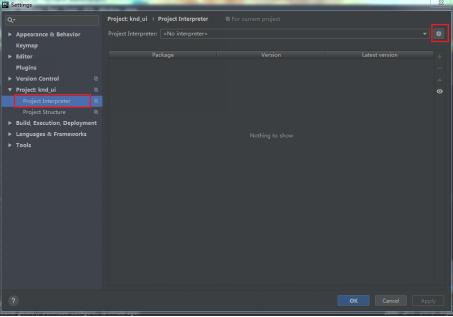 Settings
Appearance & Behavior
Keymap
Editor
Plugins
Version Control
Project: knd_ui
Project Interpreter
Project Structure
Build, Execution, Deployment
Languages & Frameworks
Tools
Project: knd_ui › Project Interpreter For current project
Project Interpreter: <No interpreter>
Package Version Latest version
Nothing to show
? OK Cancel Apply